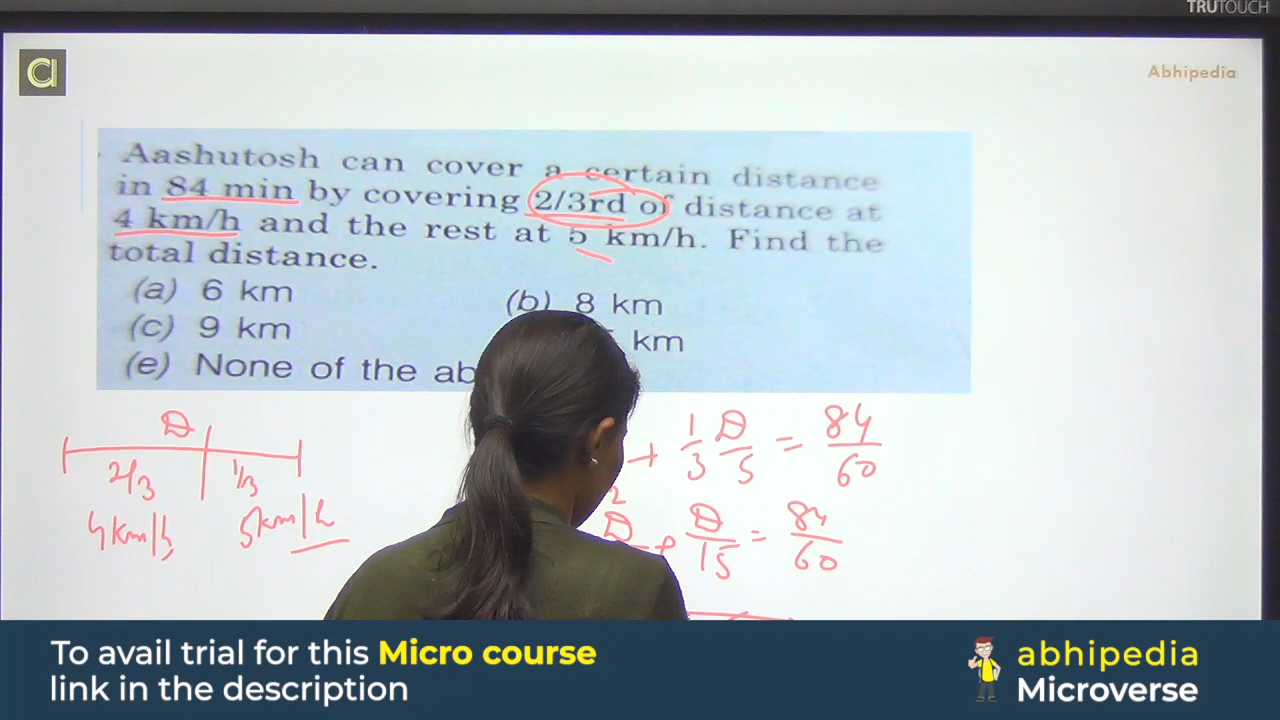 TRUTOUCH
Abhipedia
Aashutosh can cover a certain distance
in 84 min by covering 2/3rd of distance at
4 km/h and the rest at 5 km/h. Find the
total distance.
(a) 6 km
(b) 8 km
(c) 9 km
km
(e) None of the
D
2/3 1/3
4km/h 5km/h
+ 1/3 D/5 = 84/60
D + D/15 = 84/60
To avail trial for this Micro course
link in the description
abhipedia
Microverse